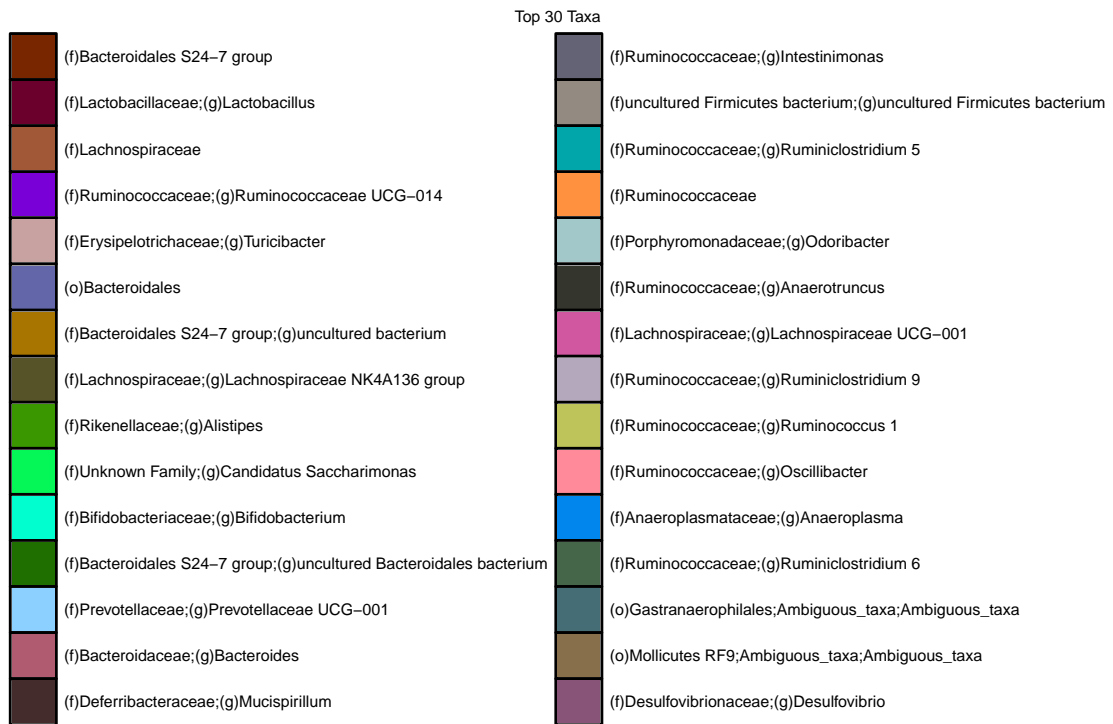 Top 30 Taxa
(f)Bacteroidales S24−7 group
(f)Lactobacillaceae;(g)Lactobacillus
(f)Lachnospiraceae
(f)Ruminococcaceae;(g)Ruminococcaceae UCG−014
(f)Erysipelotrichaceae;(g)Turicibacter
(o)Bacteroidales
(f)Bacteroidales S24−7 group;(g)uncultured bacterium
(f)Lachnospiraceae;(g)Lachnospiraceae NK4A136 group
(f)Rikenellaceae;(g)Alistipes
(f)Unknown Family;(g)Candidatus Saccharimonas
(f)Bifidobacteriaceae;(g)Bifidobacterium
(f)Bacteroidales S24−7 group;(g)uncultured Bacteroidales bacterium
(f)Prevotellaceae;(g)Prevotellaceae UCG−001
(f)Bacteroidaceae;(g)Bacteroides
(f)Deferribacteraceae;(g)Mucispirillum
(f)Ruminococcaceae;(g)Intestinimonas
(f)uncultured Firmicutes bacterium;(g)uncultured Firmicutes bacterium
(f)Ruminococcaceae;(g)Ruminiclostridium 5
(f)Ruminococcaceae
(f)Porphyromonadaceae;(g)Odoribacter
(f)Ruminococcaceae;(g)Anaerotruncus
(f)Lachnospiraceae;(g)Lachnospiraceae UCG−001
(f)Ruminococcaceae;(g)Ruminiclostridium 9
(f)Ruminococcaceae;(g)Ruminococcus 1
(f)Ruminococcaceae;(g)Oscillibacter
(f)Anaeroplasmataceae;(g)Anaeroplasma
(f)Ruminococcaceae;(g)Ruminiclostridium 6
(o)Gastranaerophilales;Ambiguous_taxa;Ambiguous_taxa
(o)Mollicutes RF9;Ambiguous_taxa;Ambiguous_taxa
(f)Desulfovibrionaceae;(g)Desulfovibrio